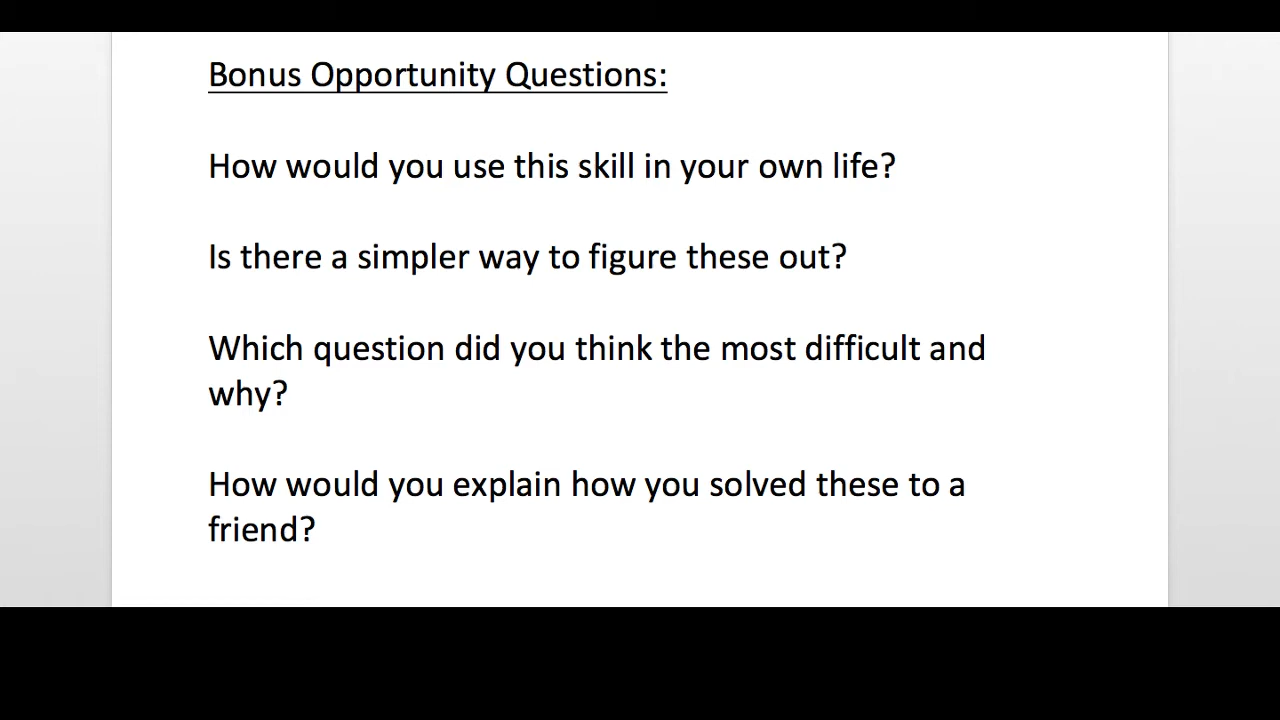 Bonus Opportunity Questions:
How would you use this skill in your own life?
Is there a simpler way to figure these out?
Which question did you think the most difficult and
why?
How would you explain how you solved these to a
friend?